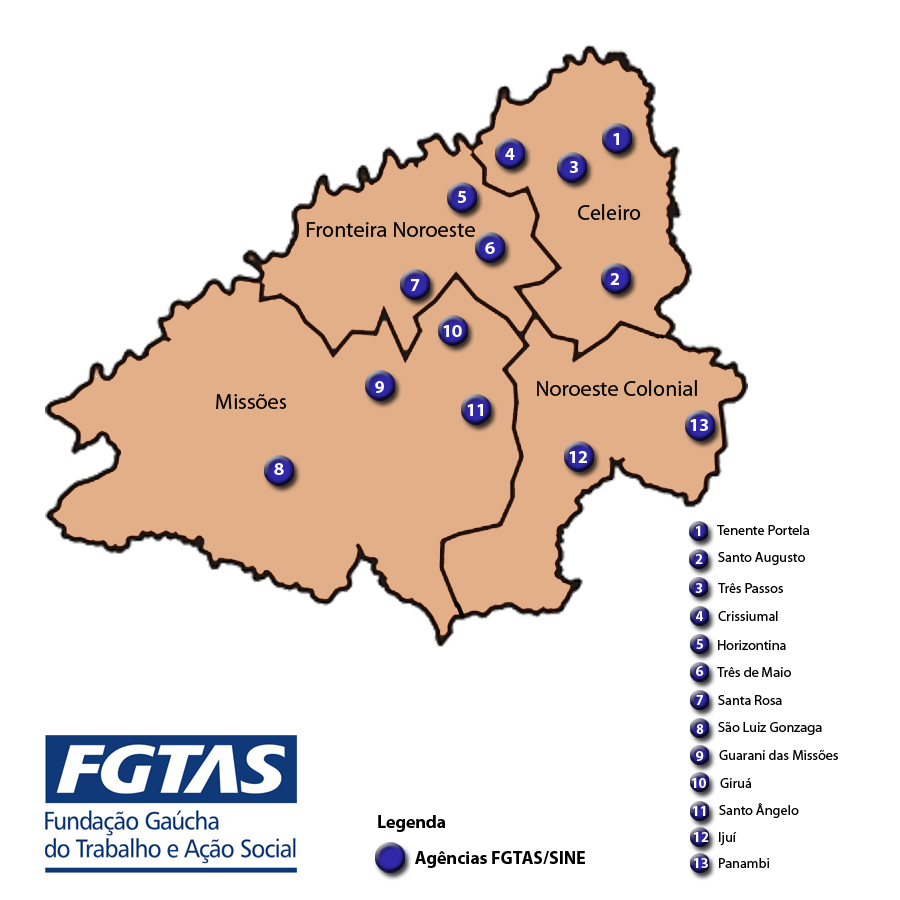 1
4
3
5
Celeiro
Fronteira Noroeste
6
2
7
10
9
Noroeste Colonial
Missões
11
13
12
8
1 Tenente Portela
2 Santo Augusto
3 Três Passos
4 Crissiumal
5 Horizontina
6 Três de Maio
7 Santa Rosa
8 São Luiz Gonzaga
9 Guarani das Missões
10 Giruá
11 Santo Ângelo
12 Ijuí
13 Panambi
FGTAS
Fundação Gaúcha
do Trabalho e Ação Social
Legenda
Agências FGTAS/SINE